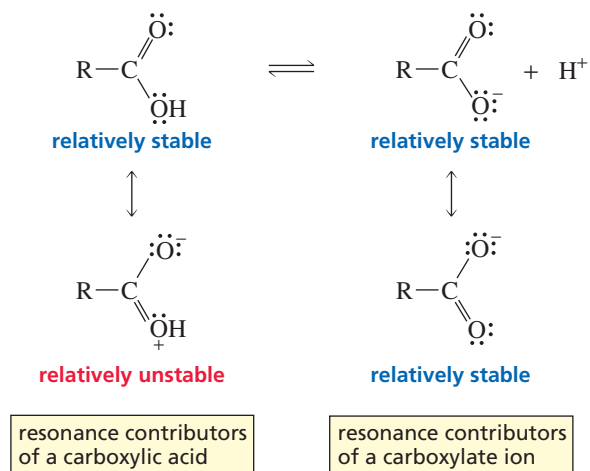 R—C(=Ö:)—ÖH ⇌ R—C(=Ö:)—Ö:⁻ + H⁺
relatively stable relatively stable
↔ ↔
R—C(—Ö:⁻)=ÖH⁺ R—C(—Ö:⁻)=Ö:
relatively unstable relatively stable
resonance contributors resonance contributors
of a carboxylic acid of a carboxylate ion